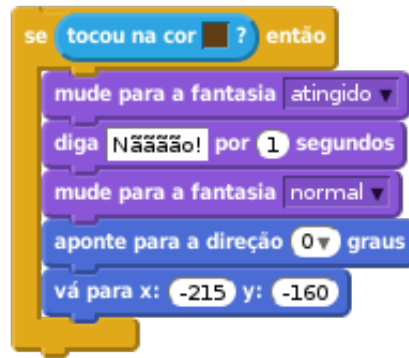 se tocou na cor ? então
mude para a fantasia atingido
diga Nãããão! por 1 segundos
mude para a fantasia normal
aponte para a direção 0 graus
vá para x: -215 y: -160